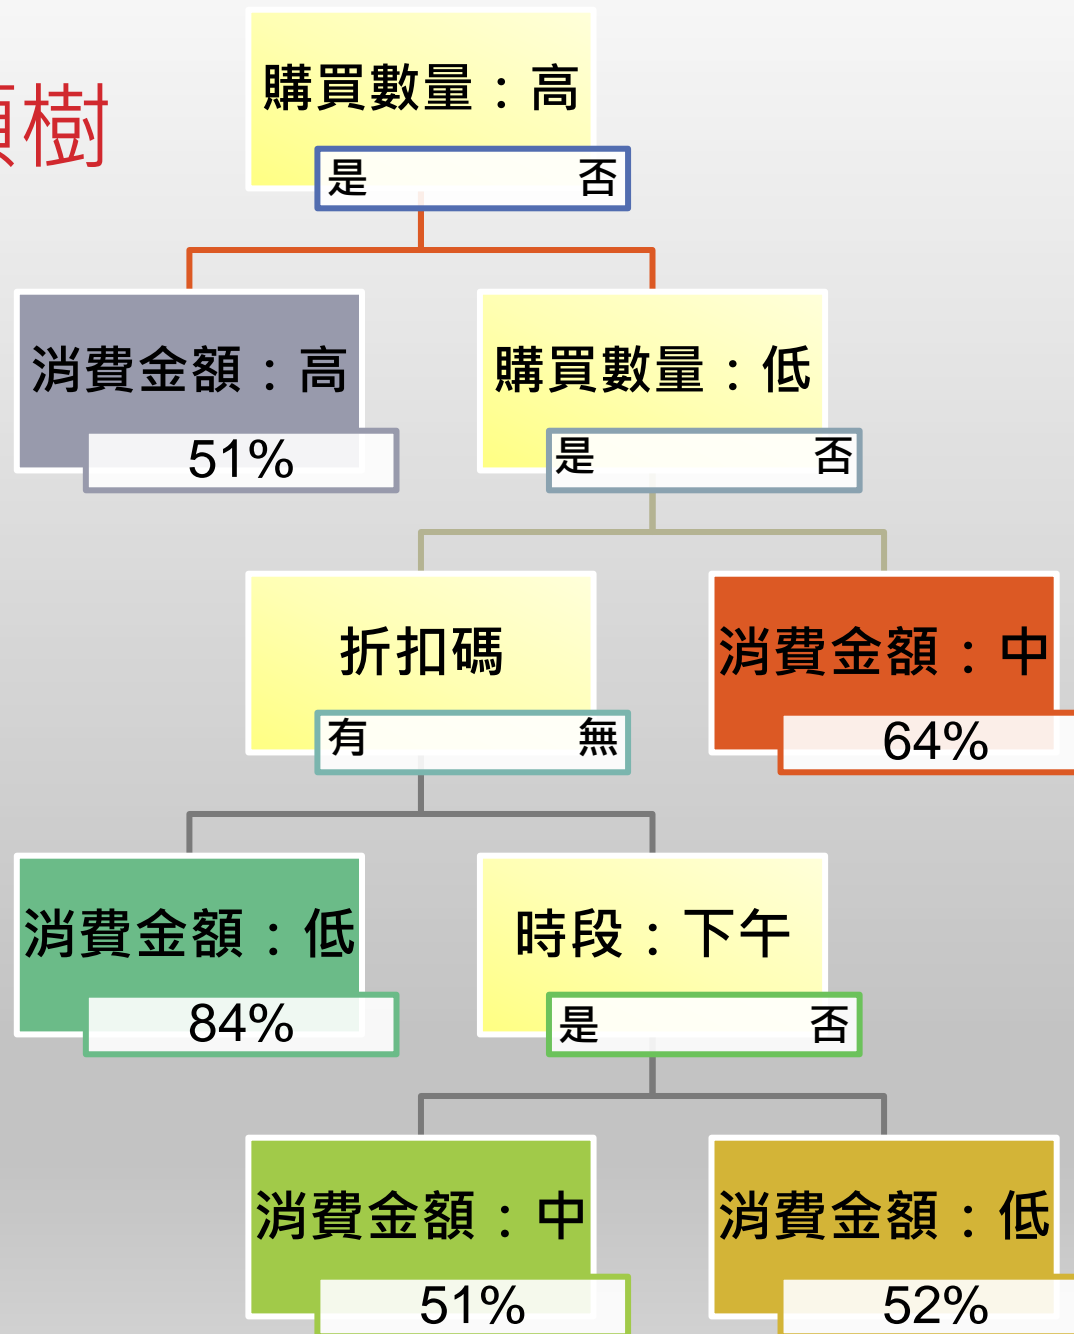 購買數量：高
樹
是 否
消費金額：高
51%
購買數量：低
是 否
折扣碼
有 無
消費金額：中
64%
消費金額：低
84%
時段：下午
是 否
消費金額：中
51%
消費金額：低
52%